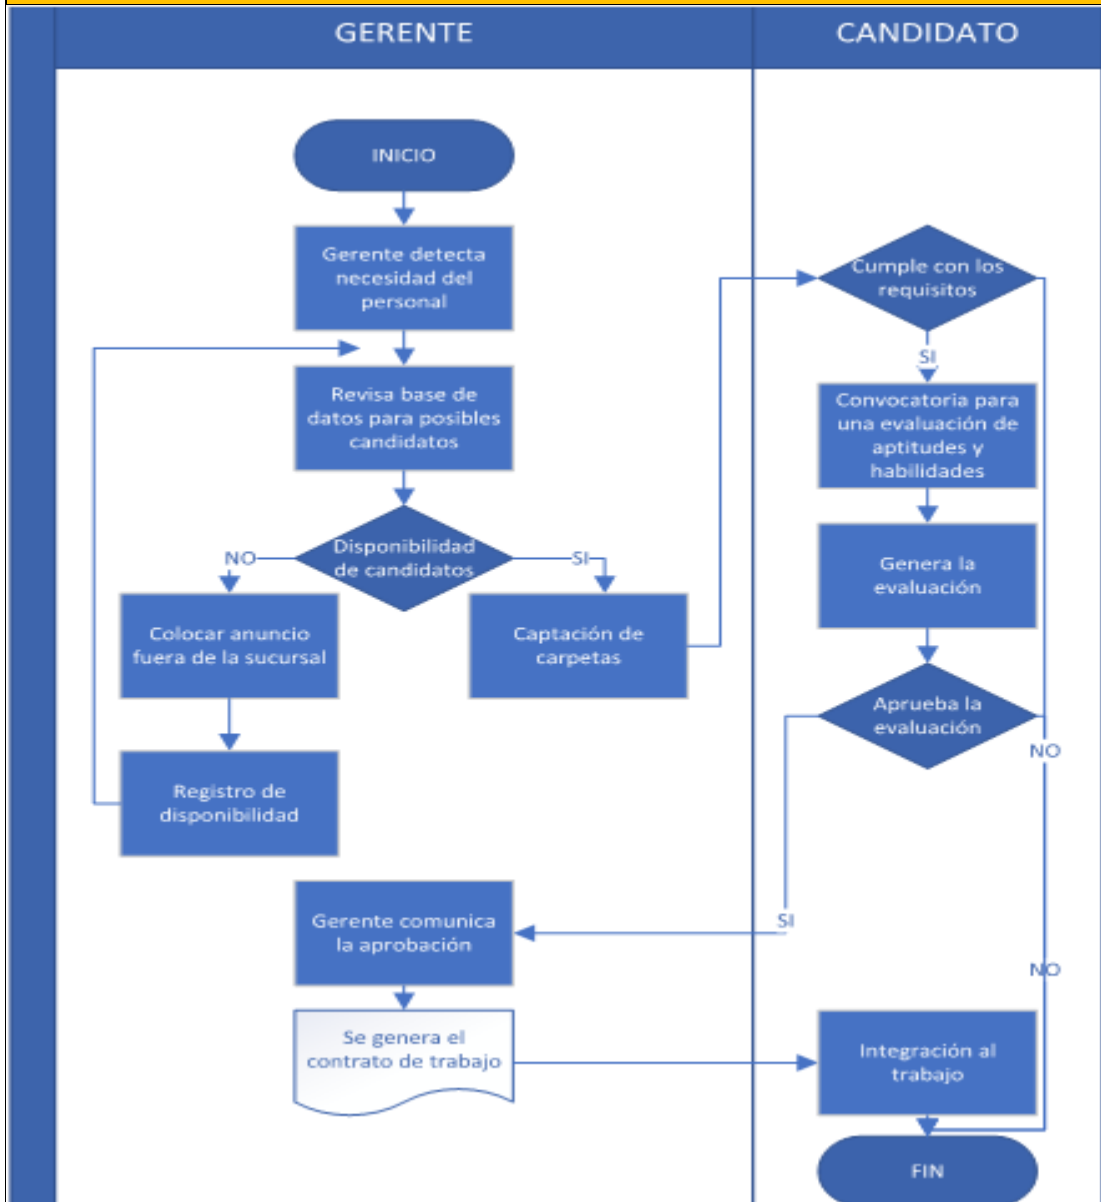 GERENTE
CANDIDATO
INICIO
Gerente detecta
necesidad del
personal
Revisa base de
datos para posibles
candidatos
Disponibilidad
de candidatos
NO
SI
Colocar anuncio
fuera de la sucursal
Captación de
carpetas
Registro de
disponibilidad
Cumple con los
requisitos
SI
Convocatoria para
una evaluación de
aptitudes y
habilidades
Genera la
evaluación
Aprueba la
evaluación
NO
SI
Gerente comunica
la aprobación
NO
Se genera el
contrato de trabajo
Integración al
trabajo
FIN